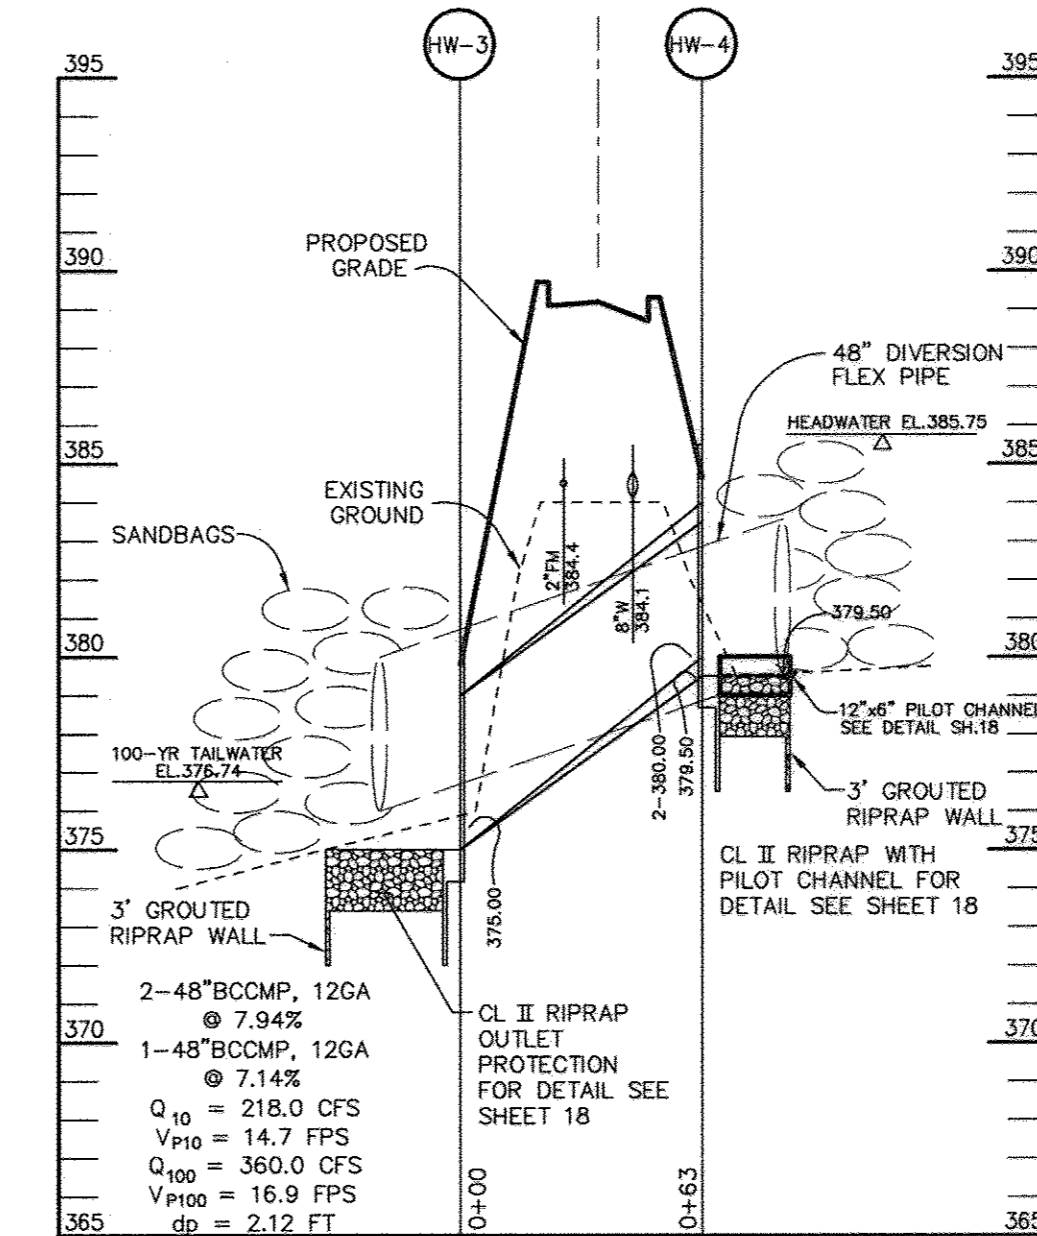 HW-3
HW-4
395
395
PROPOSED
GRADE
390
390
48" DIVERSION
FLEX PIPE
HEADWATER EL.385.75
385
385
EXISTING
GROUND
SANDBAGS
2"FM
384.4
8"W
384.1
379.50
380
380
12"x6" PILOT CHANNEL
SEE DETAIL SH.18
2-380.00
379.50
100-YR TAILWATER
EL.376.74
3' GROUTED
RIPRAP WALL
375
375
CL II RIPRAP WITH
PILOT CHANNEL FOR
DETAIL SEE SHEET 18
375.00
3' GROUTED
RIPRAP WALL
2-48"BCCMP, 12GA
@ 7.94%
1-48"BCCMP, 12GA
@ 7.14%
Q10 = 218.0 CFS
VP10 = 14.7 FPS
Q100 = 360.0 CFS
VP100 = 16.9 FPS
dp = 2.12 FT
CL II RIPRAP
OUTLET
PROTECTION
FOR DETAIL SEE
SHEET 18
370
370
0+00
0+63
365
365